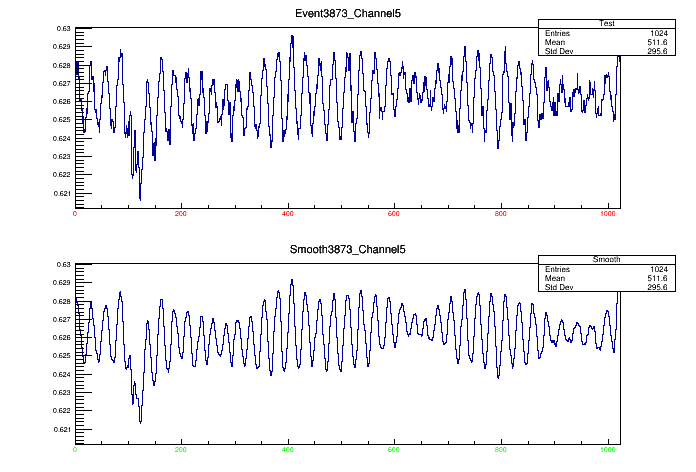 Event3873_Channel5
Test
Entries 1024
Mean 511.6
Std Dev 295.6
0.63
0.629
0.628
0.627
0.626
0.625
0.624
0.623
0.622
0.621
0 200 400 600 800 1000
Smooth3873_Channel5
Smooth
Entries 1024
Mean 511.6
Std Dev 295.6
0.63
0.629
0.628
0.627
0.626
0.625
0.624
0.623
0.622
0.621
0 200 400 600 800 1000